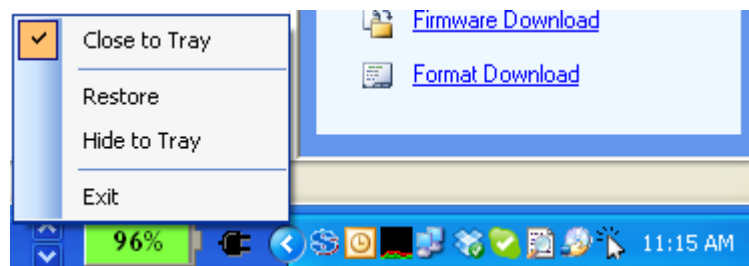 Close to Tray
Restore
Hide to Tray
Exit
Firmware Download
Format Download
96%
11:15 AM